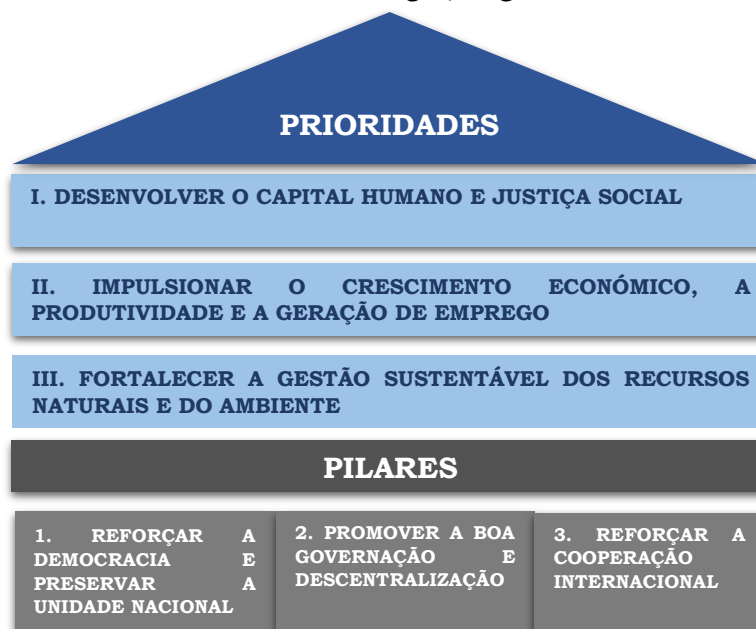 PRIORIDADES
I. DESENVOLVER O CAPITAL HUMANO E JUSTIÇA SOCIAL
II. IMPULSIONAR O CRESCIMENTO ECONÓMICO, A
PRODUTIVIDADE E A GERAÇÃO DE EMPREGO
III. FORTALECER A GESTÃO SUSTENTÁVEL DOS RECURSOS
NATURAIS E DO AMBIENTE
PILARES
1. REFORÇAR A
DEMOCRACIA E
PRESERVAR A
UNIDADE NACIONAL
2. PROMOVER A BOA
GOVERNAÇÃO E
DESCENTRALIZAÇÃO
3. REFORÇAR A
COOPERAÇÃO
INTERNACIONAL